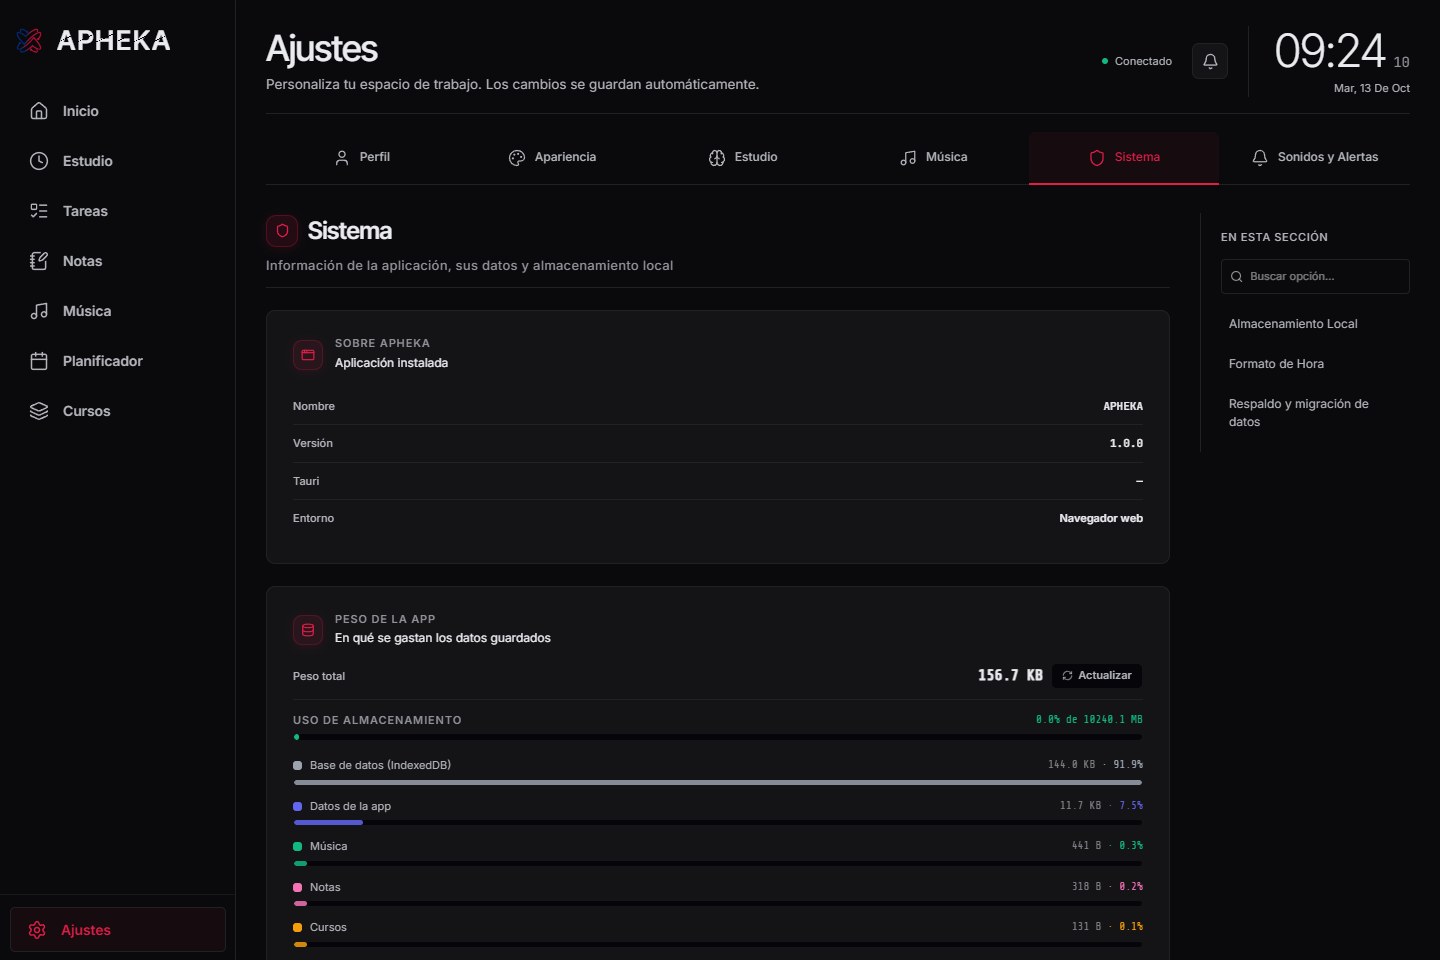 APHEKA
Inicio
Estudio
Tareas
Notas
Música
Planificador
Cursos
Ajustes
Ajustes
Personaliza tu espacio de trabajo. Los cambios se guardan automáticamente.
Conectado
09:24 10
Mar, 13 De Oct
Perfil
Apariencia
Estudio
Música
Sistema
Sonidos y Alertas
Sistema
Información de la aplicación, sus datos y almacenamiento local
SOBRE APHEKA
Aplicación instalada
Nombre APHEKA
Versión 1.0.0
Tauri —
Entorno Navegador web
PESO DE LA APP
En qué se gastan los datos guardados
Peso total 156.7 KB Actualizar
USO DE ALMACENAMIENTO 0.0% de 10240.1 MB
Base de datos (IndexedDB) 144.0 KB · 91.9%
Datos de la app 11.7 KB · 7.5%
Música 441 B · 0.3%
Notas 318 B · 0.2%
Cursos 131 B · 0.1%
EN ESTA SECCIÓN
Buscar opción...
Almacenamiento Local
Formato de Hora
Respaldo y migración de
datos